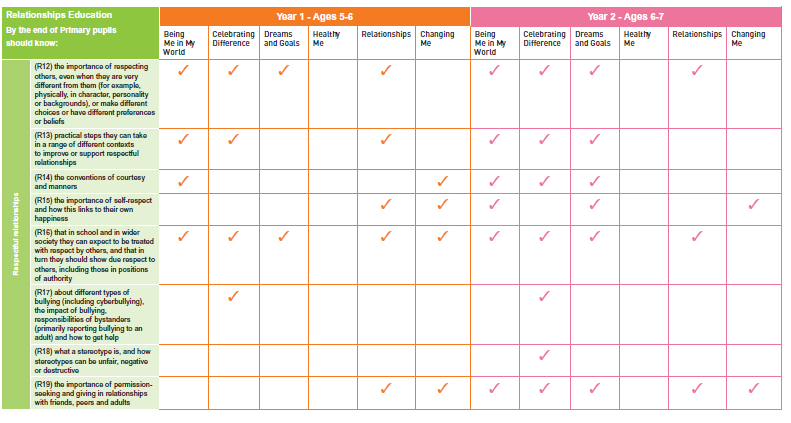 Relationships Education
By the end of Primary pupils
should know:
Year 1 - Ages 5-6
Year 2 - Ages 6-7
Being
Me in My
World
Celebrating
Difference
Dreams
and Goals
Healthy
Me
Relationships
Changing
Me
Being
Me in My
World
Celebrating
Difference
Dreams
and Goals
Healthy
Me
Relationships
Changing
Me
Respectful relationships
(R12) the importance of respecting
others, even when they are very
different from them (for example,
physically, in character, personality
or backgrounds), or make different
choices or have different preferences
or beliefs
✓ ✓ ✓ ✓ ✓ ✓ ✓ ✓
(R13) practical steps they can take
in a range of different contexts
to improve or support respectful
relationships
✓ ✓ ✓ ✓ ✓ ✓
(R14) the conventions of courtesy
and manners
✓ ✓ ✓ ✓ ✓
(R15) the importance of self-respect
and how this links to their own
happiness
✓ ✓ ✓ ✓ ✓
(R16) that in school and in wider
society they can expect to be treated
with respect by others, and that in
turn they should show due respect to
others, including those in positions
of authority
✓ ✓ ✓ ✓ ✓ ✓ ✓ ✓ ✓
(R17) about different types of
bullying (including cyberbullying),
the impact of bullying,
responsibilities of bystanders
(primarily reporting bullying to an
adult) and how to get help
✓ ✓
(R18) what a stereotype is, and how
stereotypes can be unfair, negative
or destructive
✓
(R19) the importance of permission-
seeking and giving in relationships
with friends, peers and adults
✓ ✓ ✓ ✓ ✓ ✓ ✓